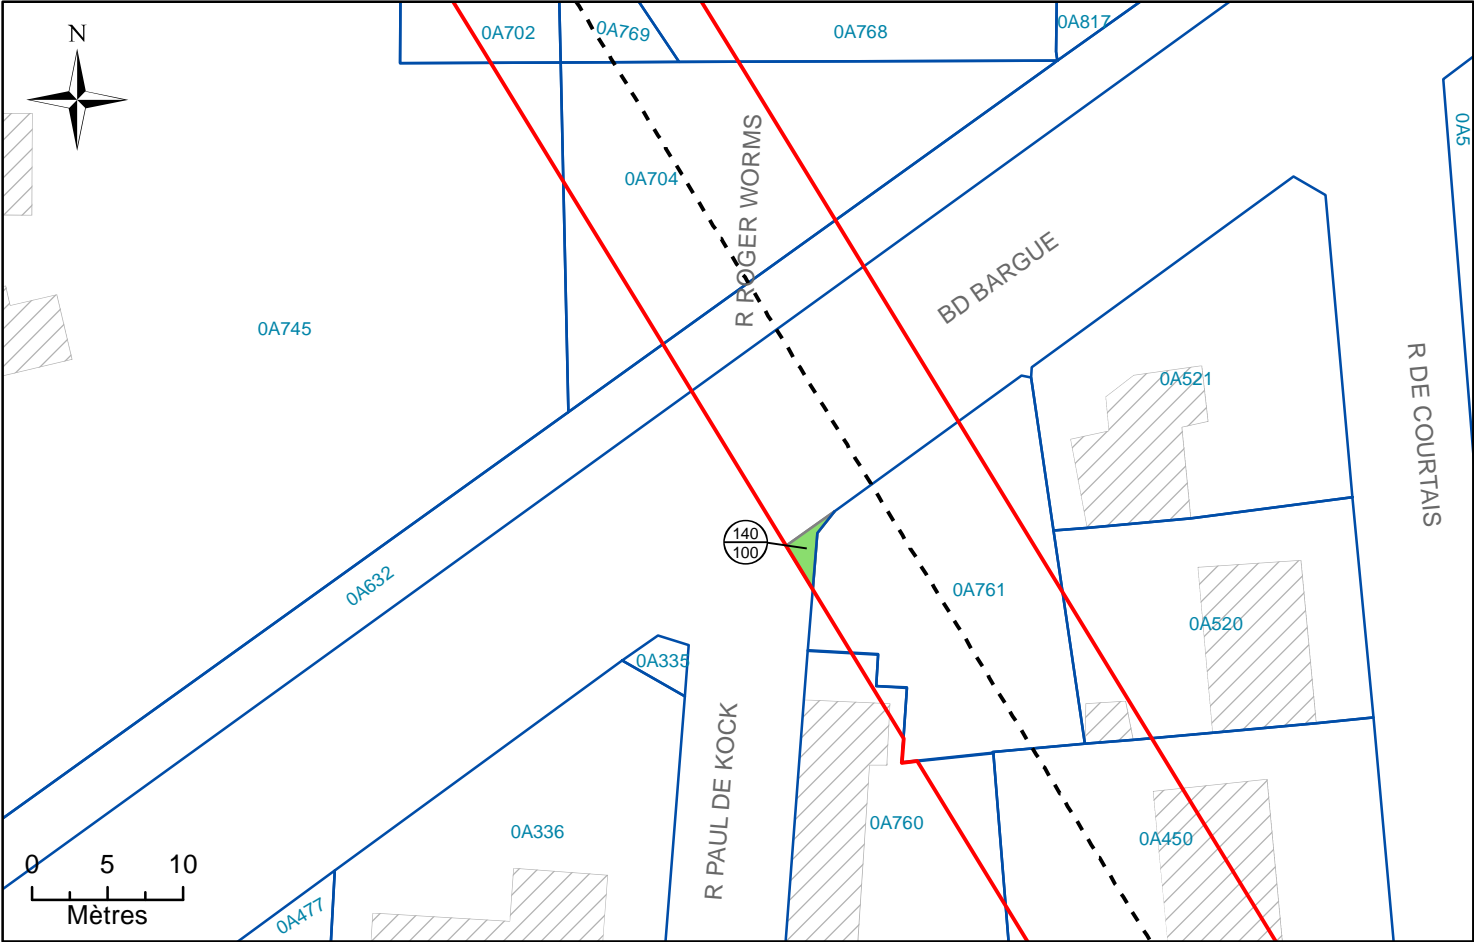 N
0A702
0A769
0A768
0A817
0A5
0A704
R ROGER WORMS
BD BARGUE
0A745
0A521
R DE COURTAIS
140
100
0A632
0A761
0A520
0A335
R PAUL DE KOCK
0A336
0A760
0A450
0A477
0 5 10
Mètres